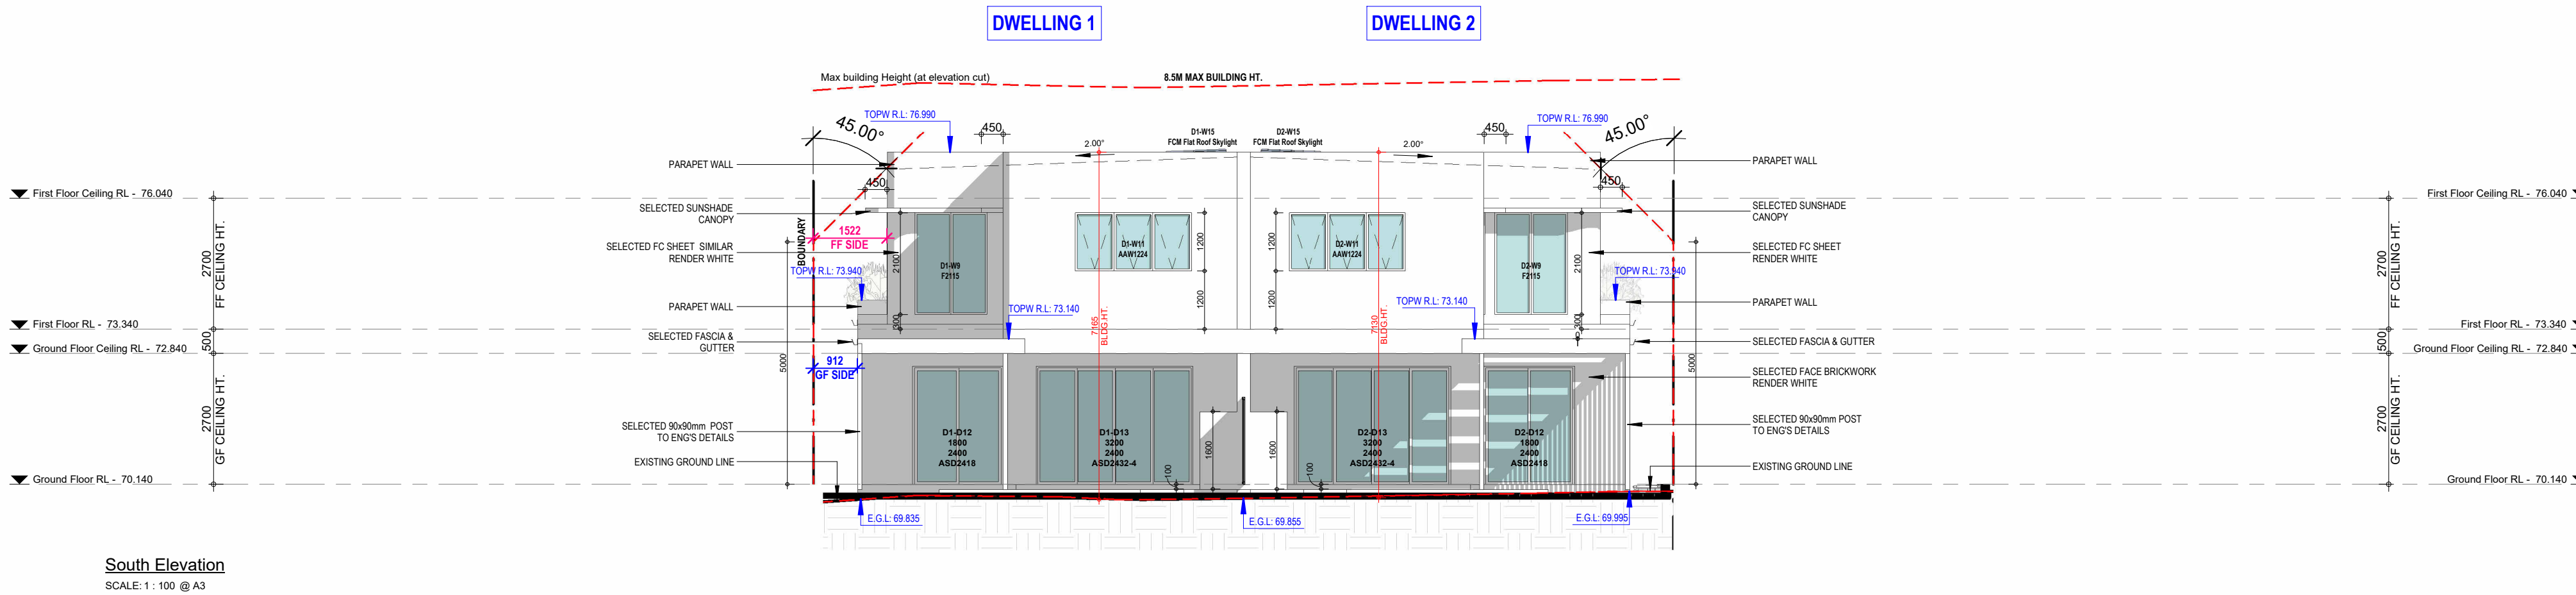 DWELLING 1
DWELLING 2
Max building Height (at elevation cut)
8.5M MAX BUILDING HT.
TOPW R.L: 76.990
TOPW R.L: 76.990
45.00°
450
D1-W15
FCM Flat Roof Skylight
D2-W15
FCM Flat Roof Skylight
450
45.00°
2.00°
2.00°
PARAPET WALL
PARAPET WALL
450
450
First Floor Ceiling RL - 76.040
First Floor Ceiling RL - 76.040
SELECTED SUNSHADE
CANOPY
SELECTED SUNSHADE
CANOPY
BOUNDARY
1522
FF SIDE
SELECTED FC SHEET SIMILAR
RENDER WHITE
SELECTED FC SHEET
RENDER WHITE
2700
FF CEILING HT.
2100
D1-W9
F2115
D1-W11
AAW1224
1200
1200
D2-W11
AAW1224
D2-W9
F2115
2100
2700
FF CEILING HT.
TOPW R.L: 73.940
TOPW R.L: 73.940
PARAPET WALL
PARAPET WALL
1200
1200
TOPW R.L: 73.140
TOPW R.L: 73.140
300
300
First Floor RL - 73.340
First Floor RL - 73.340
7165
BLDG.HT.
7130
BLDG.HT.
500
500
SELECTED FASCIA &
GUTTER
SELECTED FASCIA & GUTTER
Ground Floor Ceiling RL - 72.840
Ground Floor Ceiling RL - 72.840
912
GF SIDE
5000
5000
SELECTED FACE BRICKWORK
RENDER WHITE
2700
GF CEILING HT.
2700
GF CEILING HT.
SELECTED 90x90mm POST
TO ENG'S DETAILS
SELECTED 90x90mm POST
TO ENG'S DETAILS
D1-D12
1800
2400
ASD2418
D1-D13
3200
2400
ASD2432-4
1600
1600
D2-D13
3200
2400
ASD2432-4
D2-D12
1800
2400
ASD2418
100
100
EXISTING GROUND LINE
EXISTING GROUND LINE
Ground Floor RL - 70.140
Ground Floor RL - 70.140
E.G.L: 69.835
E.G.L: 69.855
E.G.L: 69.995
South Elevation
SCALE: 1 : 100 @ A3